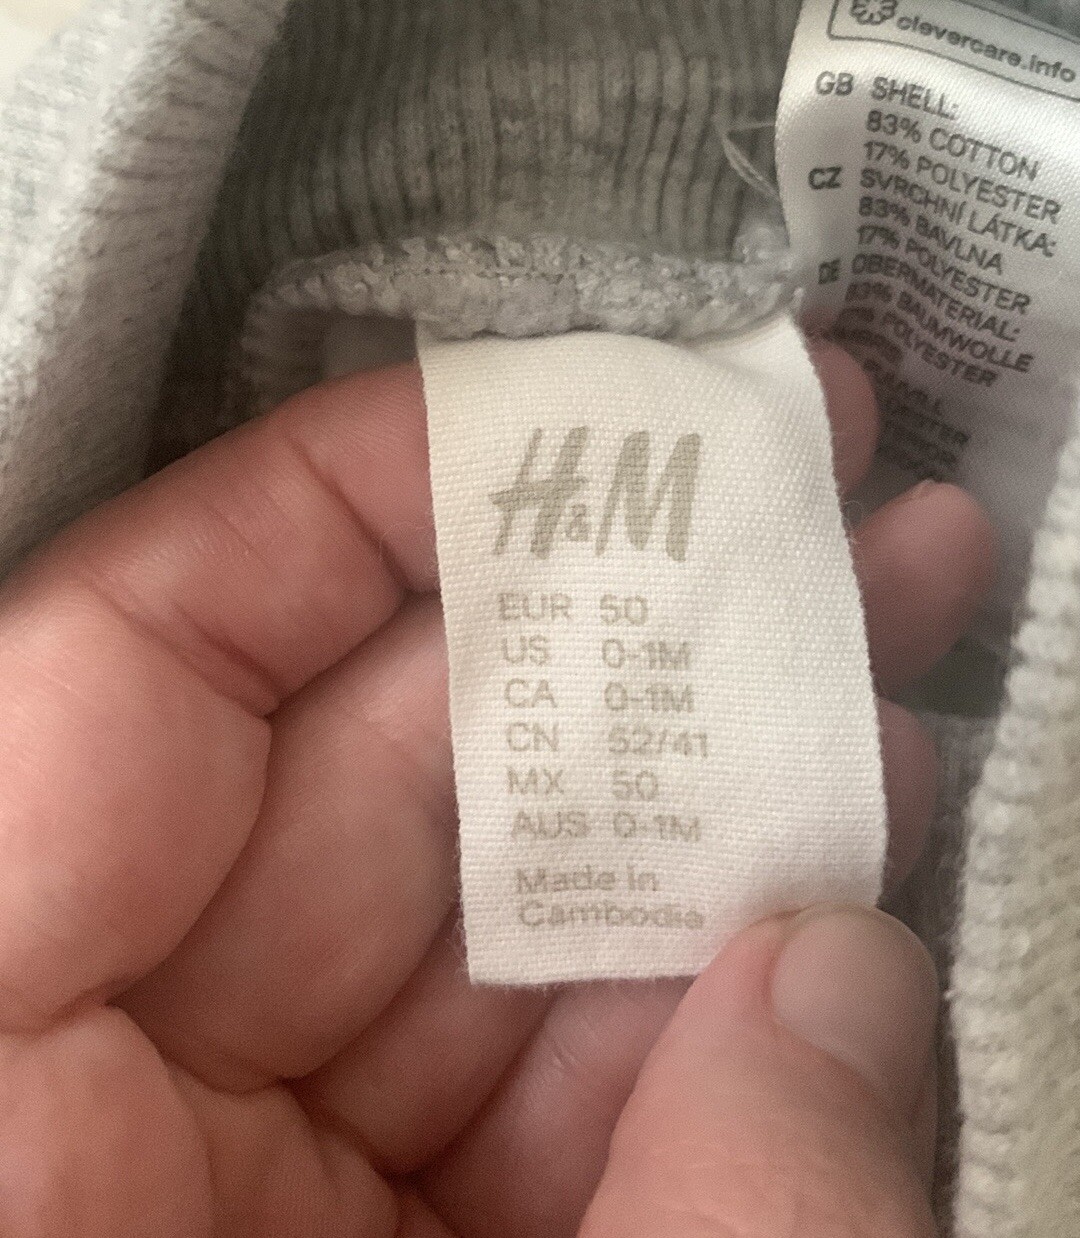 clevercare.info
GB SHELL:
83% COTTON
17% POLYESTER
CZ SVRCHNÍ LÁTKA:
83% BAVLNA
17% POLYESTER
DE OBERMATERIAL:
83% BAUMWOLLE
POLYESTER
H&M
EUR 50
US 0-1M
CA 0-1M
CN 52/41
MX 50
AUS 0-1M
Made in
Cambodia